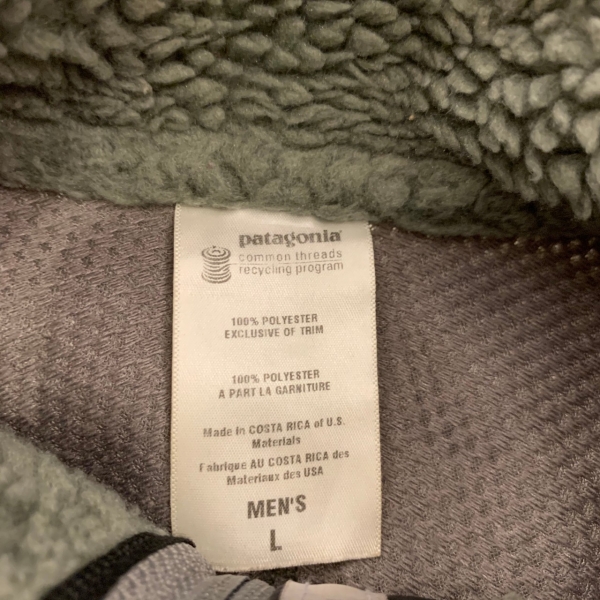 patagonia
common threads
recycling program
100% POLYESTER
EXCLUSIVE OF TRIM
100% POLYESTER
A PART LA GARNITURE
Made in COSTA RICA of U.S.
Materials
Fabrique AU COSTA RICA des
Materiaux des USA
MEN'S
L